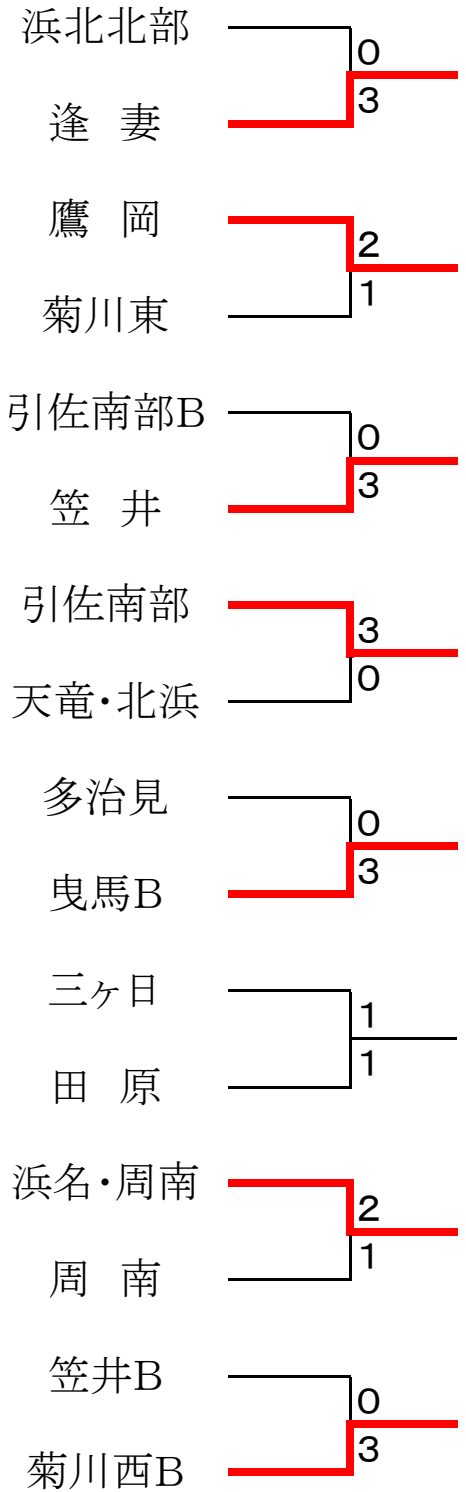 浜北北部
0
3
逢 妻
鷹 岡
2
1
菊川東
引佐南部B
0
3
笠 井
引佐南部
3
0
天竜・北浜
多治見
0
3
曳馬B
三ヶ日
1
1
田 原
浜名・周南
2
1
周 南
笠井B
0
3
菊川西B